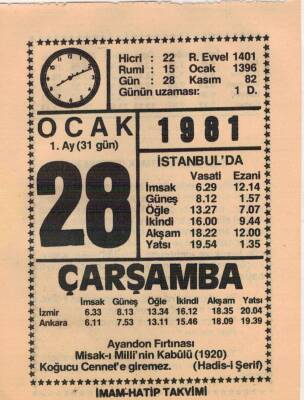 Hicri : 22 R. Evvel 1401
Rumi : 15 Ocak 1396
Gün : 28 Kasım 82
Günün uzaması: 1 D.
OCAK
1. Ay (31 gün)
1981
28
İSTANBUL'DA
Vasati Ezani
İmsak 6.29 12.14
Güneş 8.12 1.57
Öğle 13.27 7.07
İkindi 16.00 9.44
Akşam 18.22 12.00
Yatsı 19.54 1.35
ÇARŞAMBA
İmsak Güneş Öğle İkindi Akşam Yatsı
İzmir 6.33 8.13 13.34 16.12 18.35 20.04
Ankara 6.11 7.53 13.11 15.46 18.09 19.39
Ayandon Fırtınası
Misak-ı Milli'nin Kabülü (1920)
Koğucu Cennet'e giremez. (Hadis-i Şerif)
İMAM-HATİP TAKVİMİ